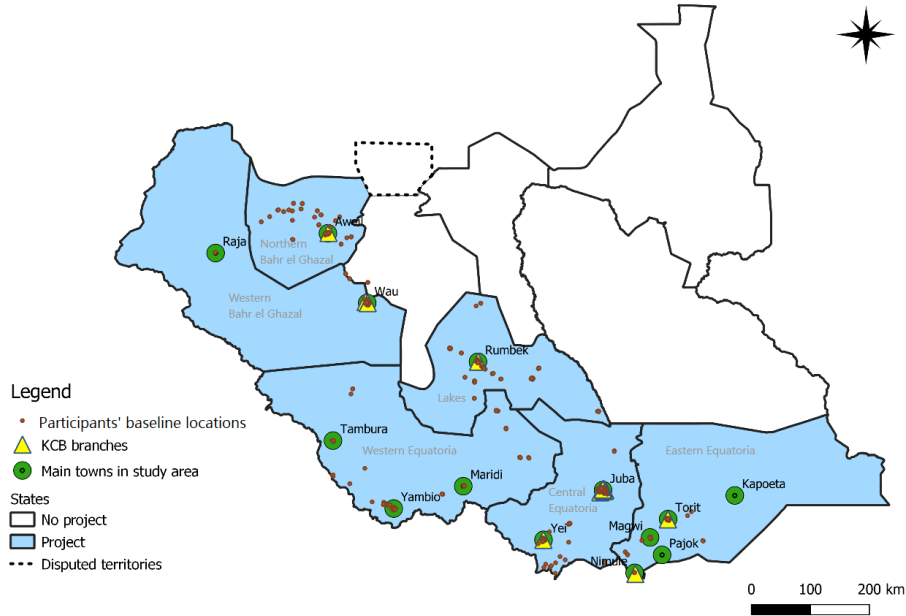 Aweil
Raja
Northern
Bahr el Ghazal
Wau
Western
Bahr el Ghazal
Rumbek
Lakes
Legend
Participants' baseline locations
KCB branches
Main towns in study area
States
No project
Project
Disputed territories
Tambura
Western Equatoria
Eastern Equatoria
Maridi
Juba
Kapoeta
Central
Equatoria
Yambio
Torit
Yei
Magwi
Pajok
Nimule
0 100 200 km